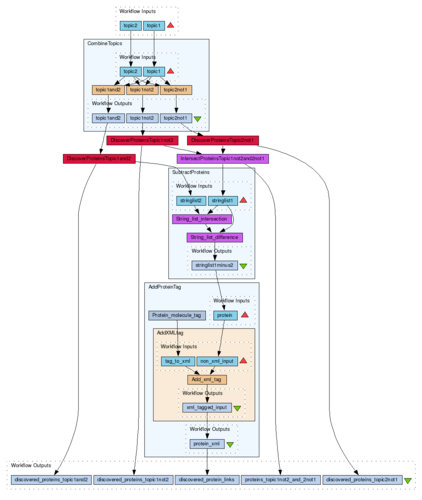 Workflow Inputs
topic2 topic1
CombineTopics
Workflow Inputs
topic2 topic1
topic1and2 topic1not2 topic2not1
Workflow Outputs
topic1and2 topic1not2 topic2not1
DiscoverProteinsTopic1not2 DiscoverProteinsTopic2not1
DiscoverProteinsTopic1and2 IntersectProteinsTopic1not2and2not1
SubtractProteins
Workflow Inputs
stringlist2 stringlist1
String_list_intersection
String_list_difference
Workflow Outputs
stringlist1minus2
AddProteinTag
Workflow Inputs
Protein_molecule_tag protein
AddXMLtag
Workflow Inputs
tag_to_xml non_xml_input
Add_xml_tag
Workflow Outputs
xml_tagged_input
Workflow Outputs
protein_xml
Workflow Outputs
discovered_proteins_topic1and2 discovered_proteins_topic1not2 discovered_protein_links proteins_topic1not2_and_2not1 discovered_proteins_topic2not1